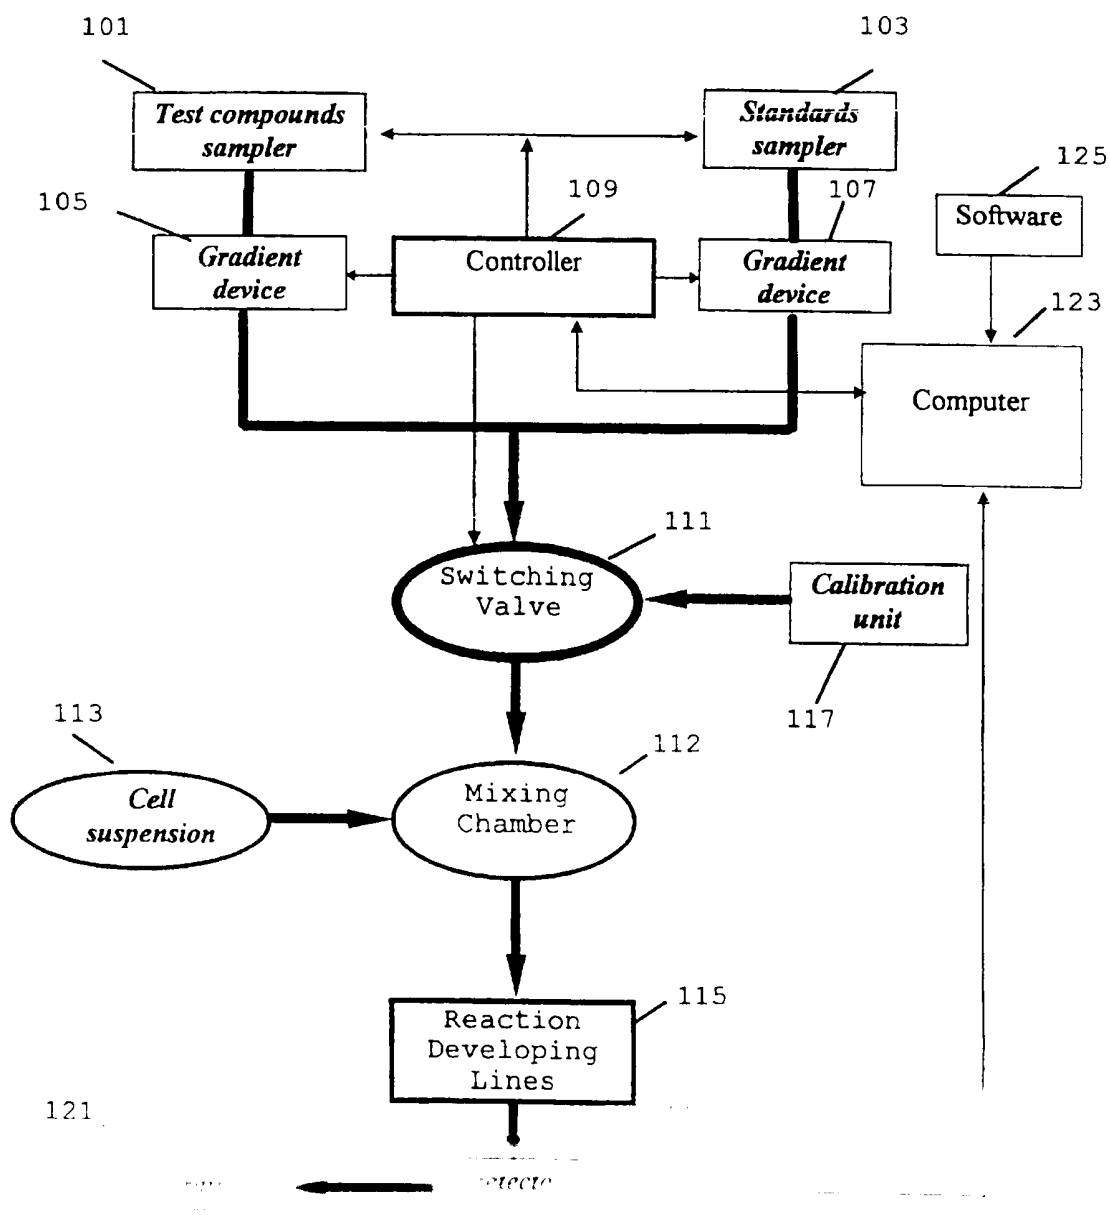 101
103
Test compounds
sampler
Standards
sampler
125
105
109
107
Software
Gradient
device
Controller
Gradient
device
123
Computer
111
Switching
Valve
Calibration
unit
117
113
112
Cell
suspension
Mixing
Chamber
115
Reaction
Developing
Lines
121